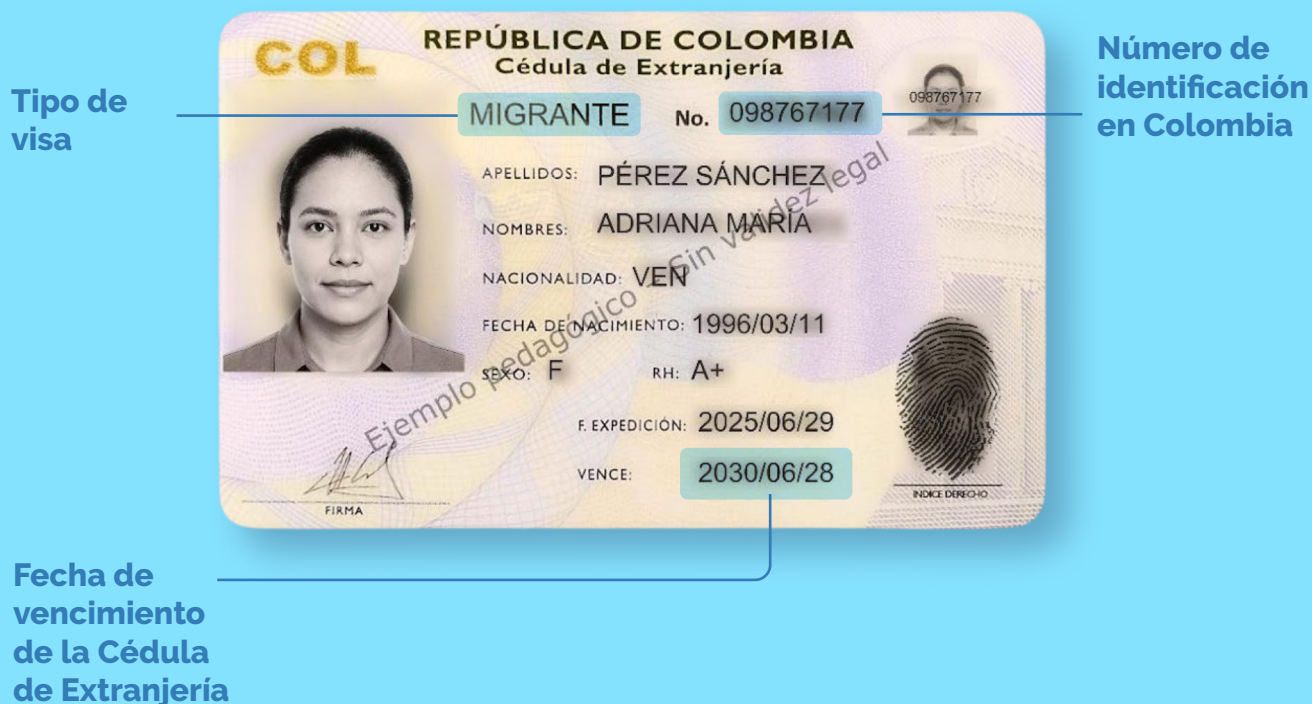 COL
REPÚBLICA DE COLOMBIA
Cédula de Extranjería
MIGRANTE No. 098767177
098767177
APELLIDOS: PÉREZ SÁNCHEZ
NOMBRES: ADRIANA MARÍA
NACIONALIDAD: VEN
FECHA DE NACIMIENTO: 1996/03/11
SEXO: F RH: A+
F. EXPEDICIÓN: 2025/06/29
VENCE: 2030/06/28
FIRMA
INDICE DERECHO
Ejemplo pedagógico - Sin validez legal
Tipo de
visa
Número de
identificación
en Colombia
Fecha de
vencimiento
de la Cédula
de Extranjería